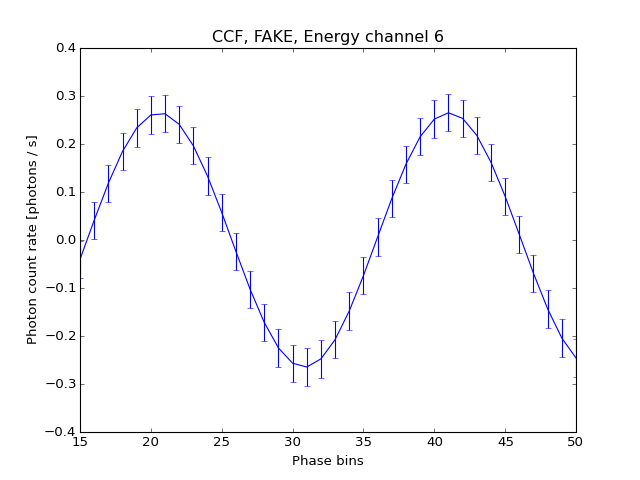 CCF, FAKE, Energy channel 6
Photon count rate [photons / s]
0.4
0.3
0.2
0.1
0.0
−0.1
−0.2
−0.3
−0.4
15 20 25 30 35 40 45 50
Phase bins